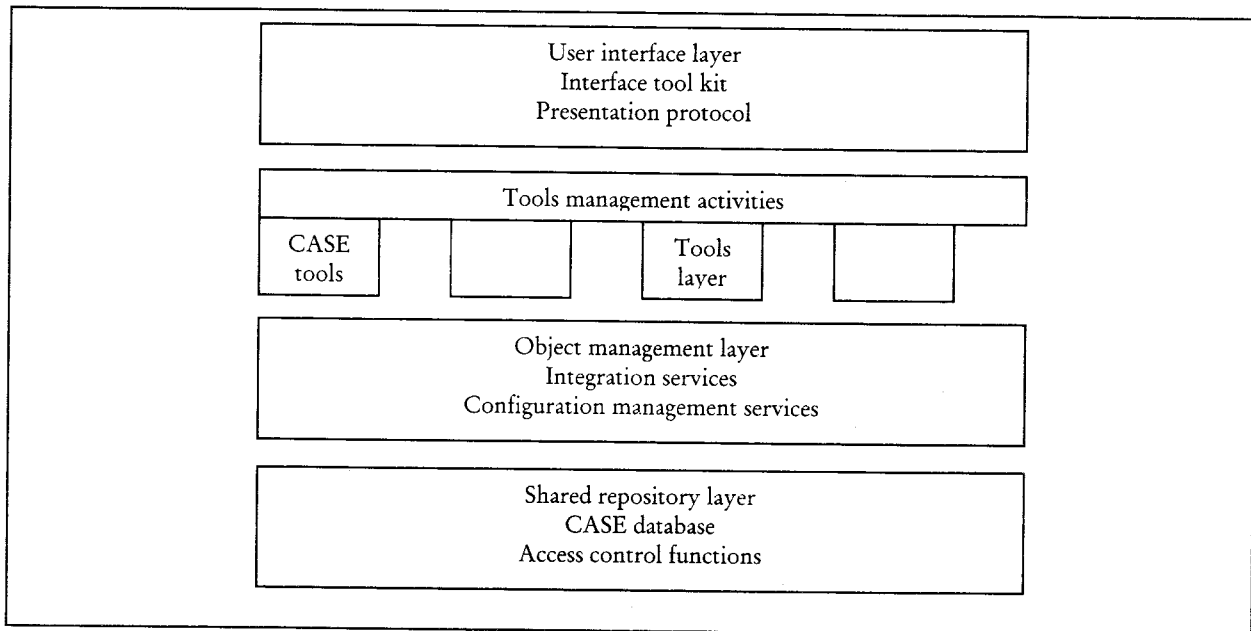 User interface layer
Interface tool kit
Presentation protocol
Tools management activities
CASE
tools
Tools
layer
Object management layer
Integration services
Configuration management services
Shared repository layer
CASE database
Access control functions